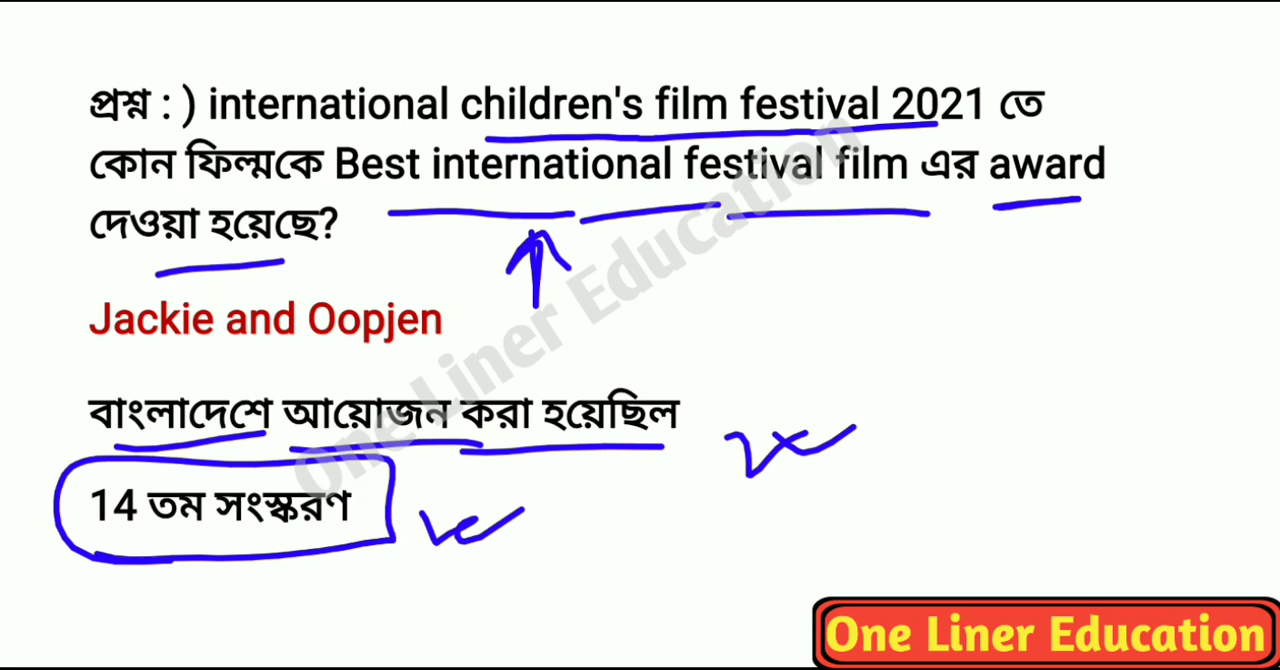 প্রশ্ন : ) international children's film festival 2021 তে
কোন ফিল্মকে Best international festival film এর award
দেওয়া হয়েছে?
Jackie and Oopjen
বাংলাদেশে আয়োজন করা হয়েছিল
14 তম সংস্করণ
One Liner Education
One Liner Education